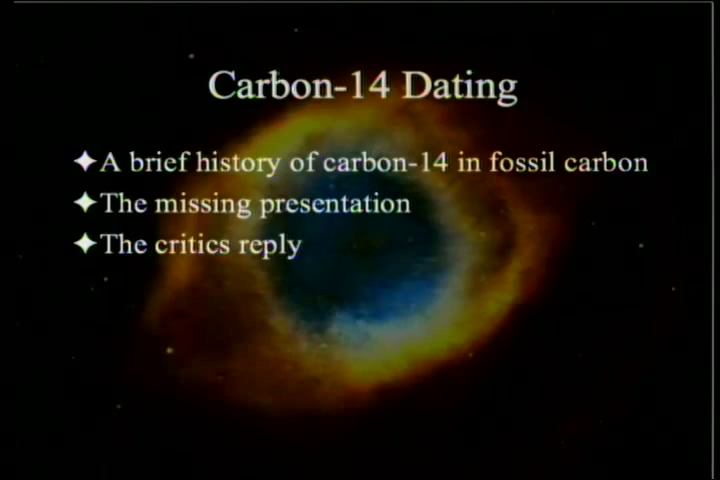 Carbon-14 Dating
A brief history of carbon-14 in fossil carbon
The missing presentation
The critics reply